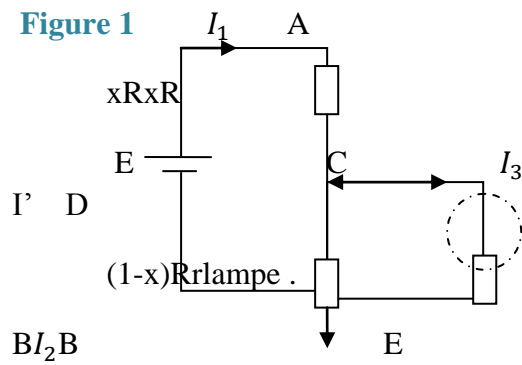 Figure 1
I₁ A
xRxR
E C I₃
I' D
(1-x)Rrlampe .
BI₂B E